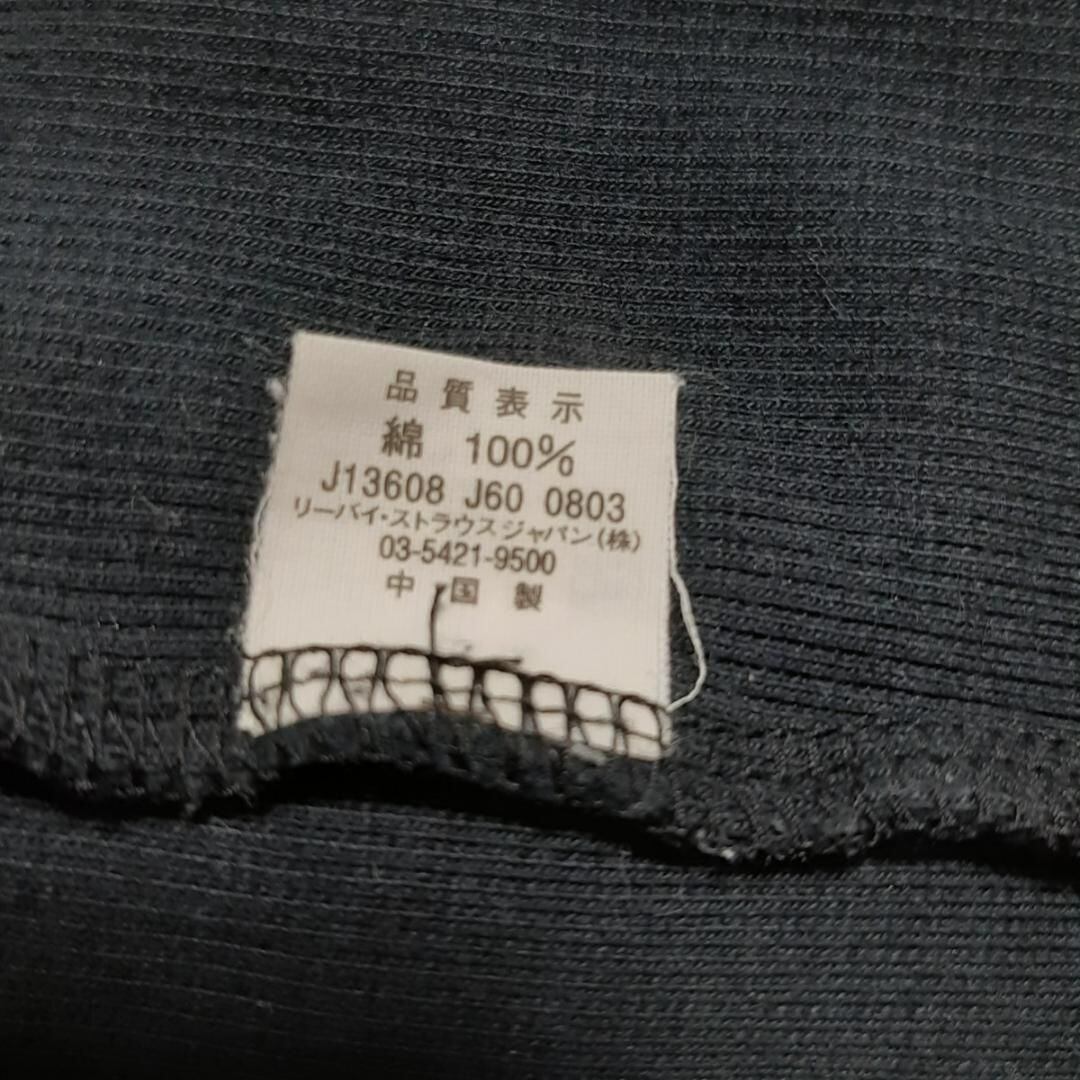 品質表示
綿 100%
J13608 J60 0803
リーバイ・ストラウスジャパン(株)
03-5421-9500
中国製